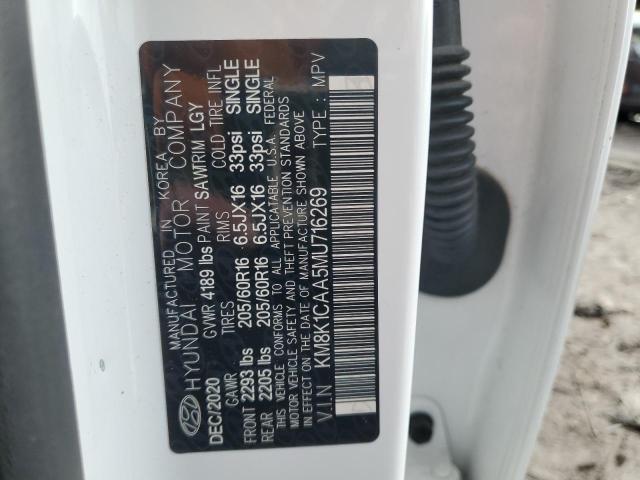 MANUFACTURED IN KOREA BY
HYUNDAI MOTOR COMPANY
DEC/2020 GVWR 4189 lbs PAINT SAW TRIM LGY
GAWR TIRES RIMS COLD TIRE INFL
FRONT 2293 lbs 205/60R16 6.5JX16 33psi SINGLE
REAR 2205 lbs 205/60R16 6.5JX16 33psi SINGLE
THIS VEHICLE CONFORMS TO ALL APPLICATABLE U.S.A. FEDERAL
MOTOR VEHICLE SAFETY, AND THEFT PREVENTION STANDARDS
IN EFFECT ON THE DATE OF MANUFACTURE SHOWN ABOVE
V.I.N : KM8K1CAA5MU716269 TYPE : MPV